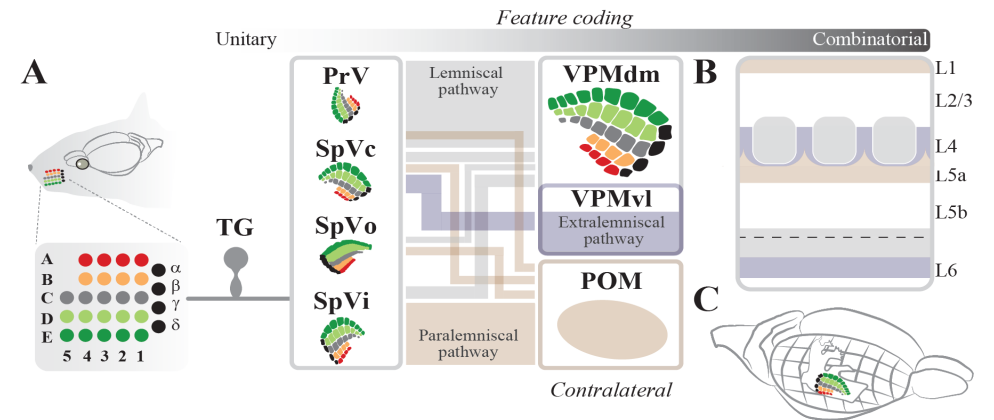 Feature coding
Unitary
Combinatorial
A
PrV
Lemniscal
pathway
VPMdm
B
L1
L2/3
SpVc
L4
L5a
VPMvl
Extralemniscal
pathway
L5b
TG
SpVo
A
α
B
β
C
γ
D
δ
E
5 4 3 2 1
L6
SpVi
POM
C
Paralemniscal
pathway
Contralateral